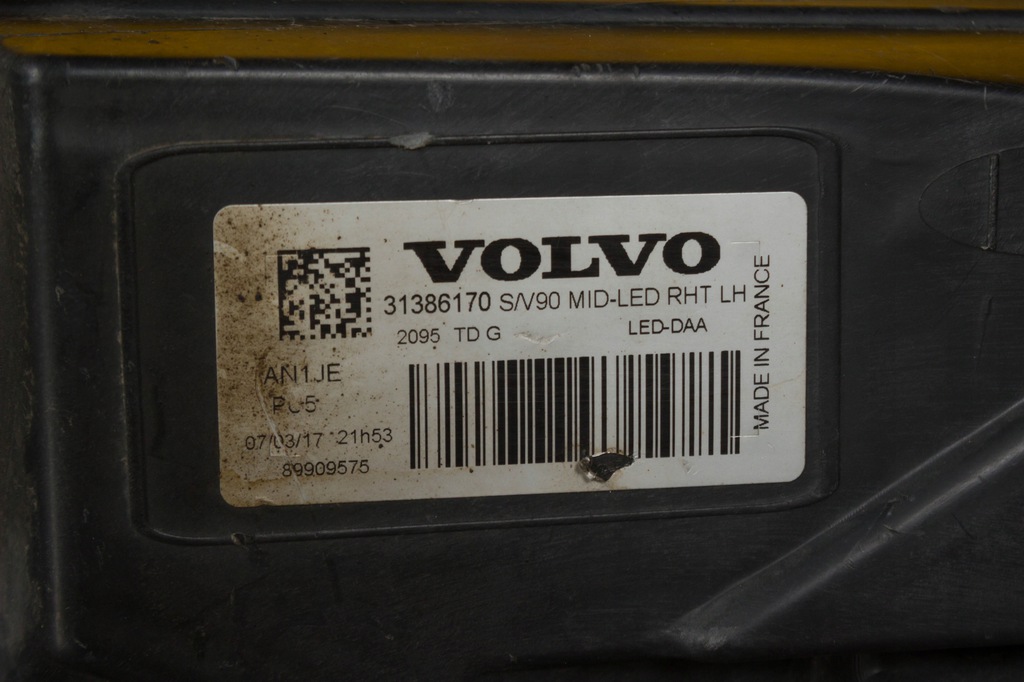 VOLVO
31386170 S/V90 MID-LED RHT LH
2095 TD G LED-DAA
MADE IN FRANCE
AN1JE
07/03/17 21h53
89909575